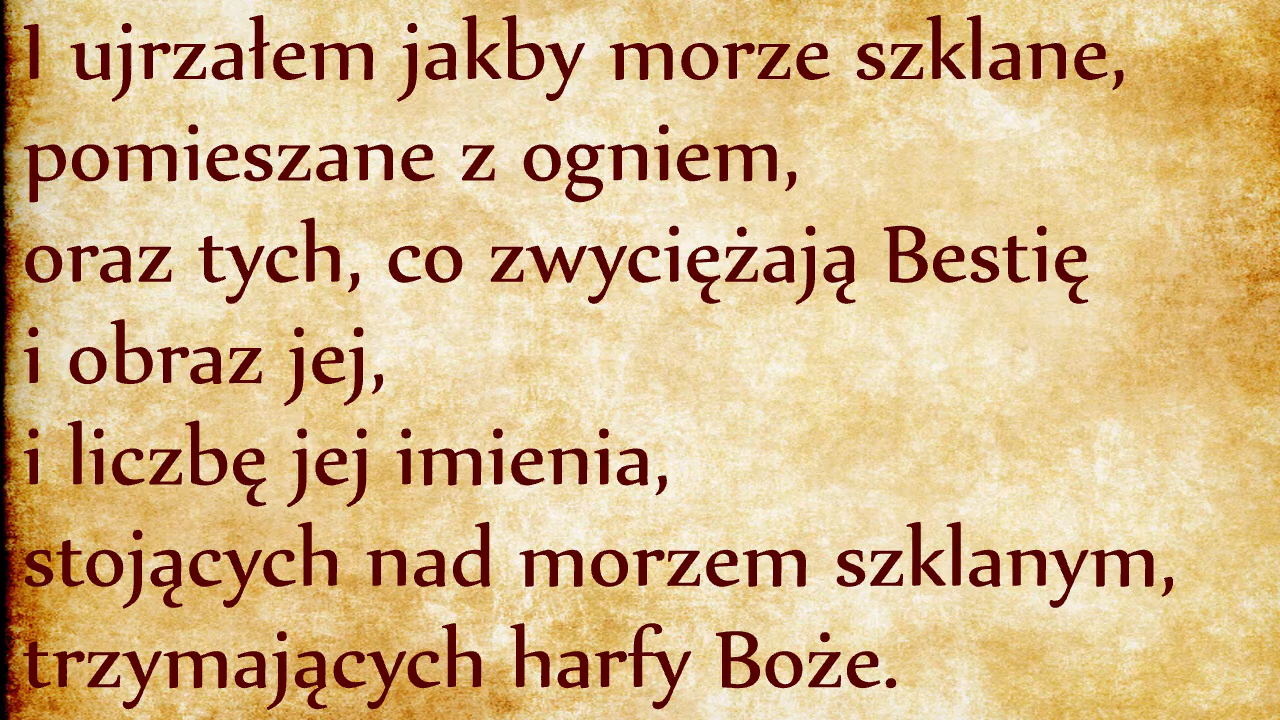 I ujrzałem jakby morze szklane,
pomieszane z ogniem,
oraz tych, co zwyciężają Bestię
i obraz jej,
i liczbę jej imienia,
stojących nad morzem szklanym,
trzymających harfy Boże.